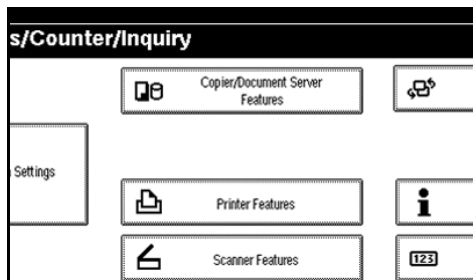 s/Counter/Inquiry
Copier/Document Server
Features
Settings
Printer Features
Scanner Features
123